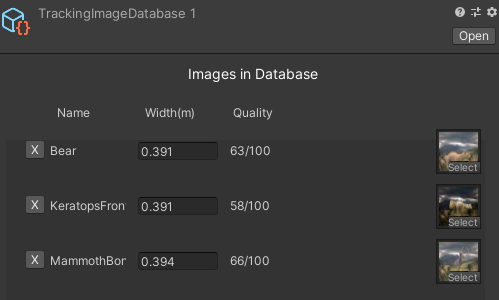 TrackingImageDatabase 1
Open
Images in Database
Name Width(m) Quality
X Bear 0.391 63/100 Select
X KeratopsFron 0.391 58/100 Select
X MammothBor 0.394 66/100 Select